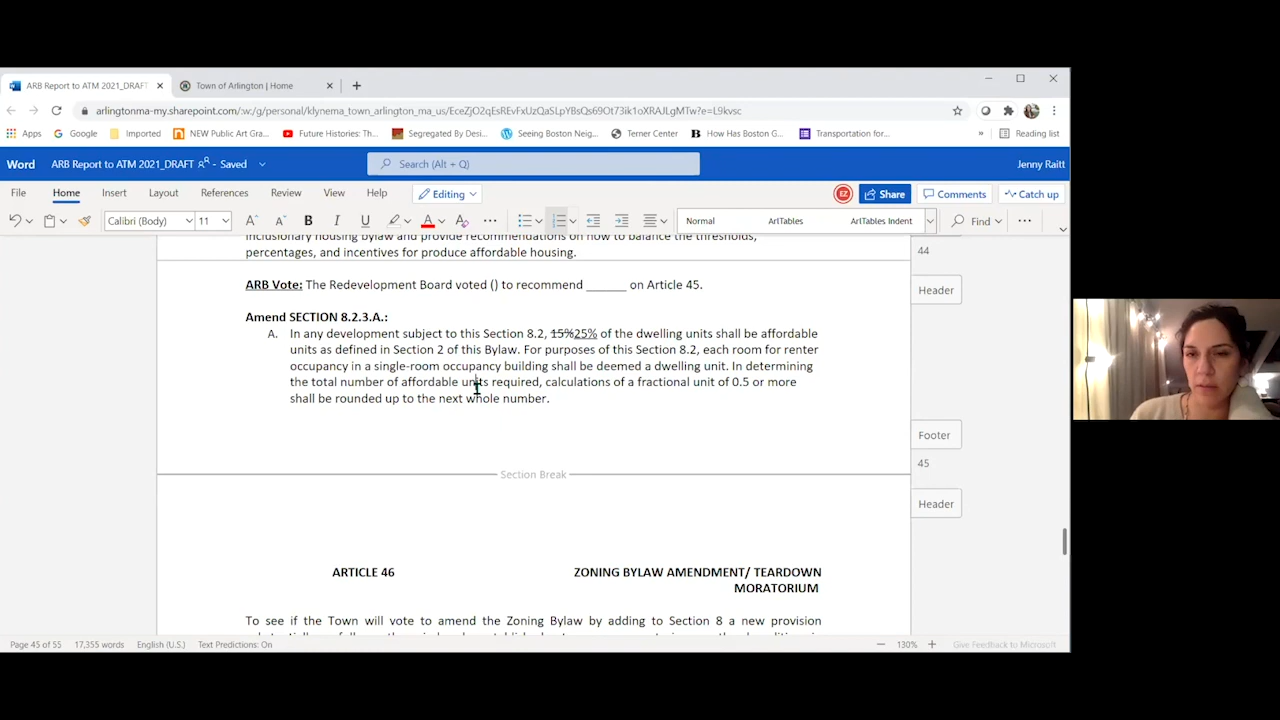 ARB Report to ATM 2021_DRAFT
Town of Arlington | Home
arlingtonma-my.sharepoint.com/:w:/g/personal/klynema_town_arlington_ma_us/EceZjO2qEsREvFxUzQaSLpYBsQs69Ot73ik1oXRAJLgMTw?e=L9kvsc
Apps Google Imported NEW Public Art Gra... Future Histories: Th... Segregated By Desi... Seeing Boston Neig... Terner Center How Has Boston G... Transportation for... » Reading list
Word ARB Report to ATM 2021_DRAFT - Saved Search (Alt + Q) Jenny Raitt
File Home Insert Layout References Review View Help Editing EZ Share Comments Catch up
Calibri (Body) 11 B I U A Normal ArtTables ArtTables Indent Find
inclusionary housing bylaw and provide recommendations on how to balance the thresholds,
percentages, and incentives for produce affordable housing.
44
Header
ARB Vote: The Redevelopment Board voted () to recommend ______ on Article 45.
Amend SECTION 8.2.3.A.:
A. In any development subject to this Section 8.2, 15%25% of the dwelling units shall be affordable
units as defined in Section 2 of this Bylaw. For purposes of this Section 8.2, each room for renter
occupancy in a single-room occupancy building shall be deemed a dwelling unit. In determining
the total number of affordable units required, calculations of a fractional unit of 0.5 or more
shall be rounded up to the next whole number.
Footer
45
Section Break
Header
ARTICLE 46 ZONING BYLAW AMENDMENT/ TEARDOWN
MORATORIUM
To see if the Town will vote to amend the Zoning Bylaw by adding to Section 8 a new provision
Page 45 of 55 17,355 words English (U.S.) Text Predictions: On 130% Give Feedback to Microsoft